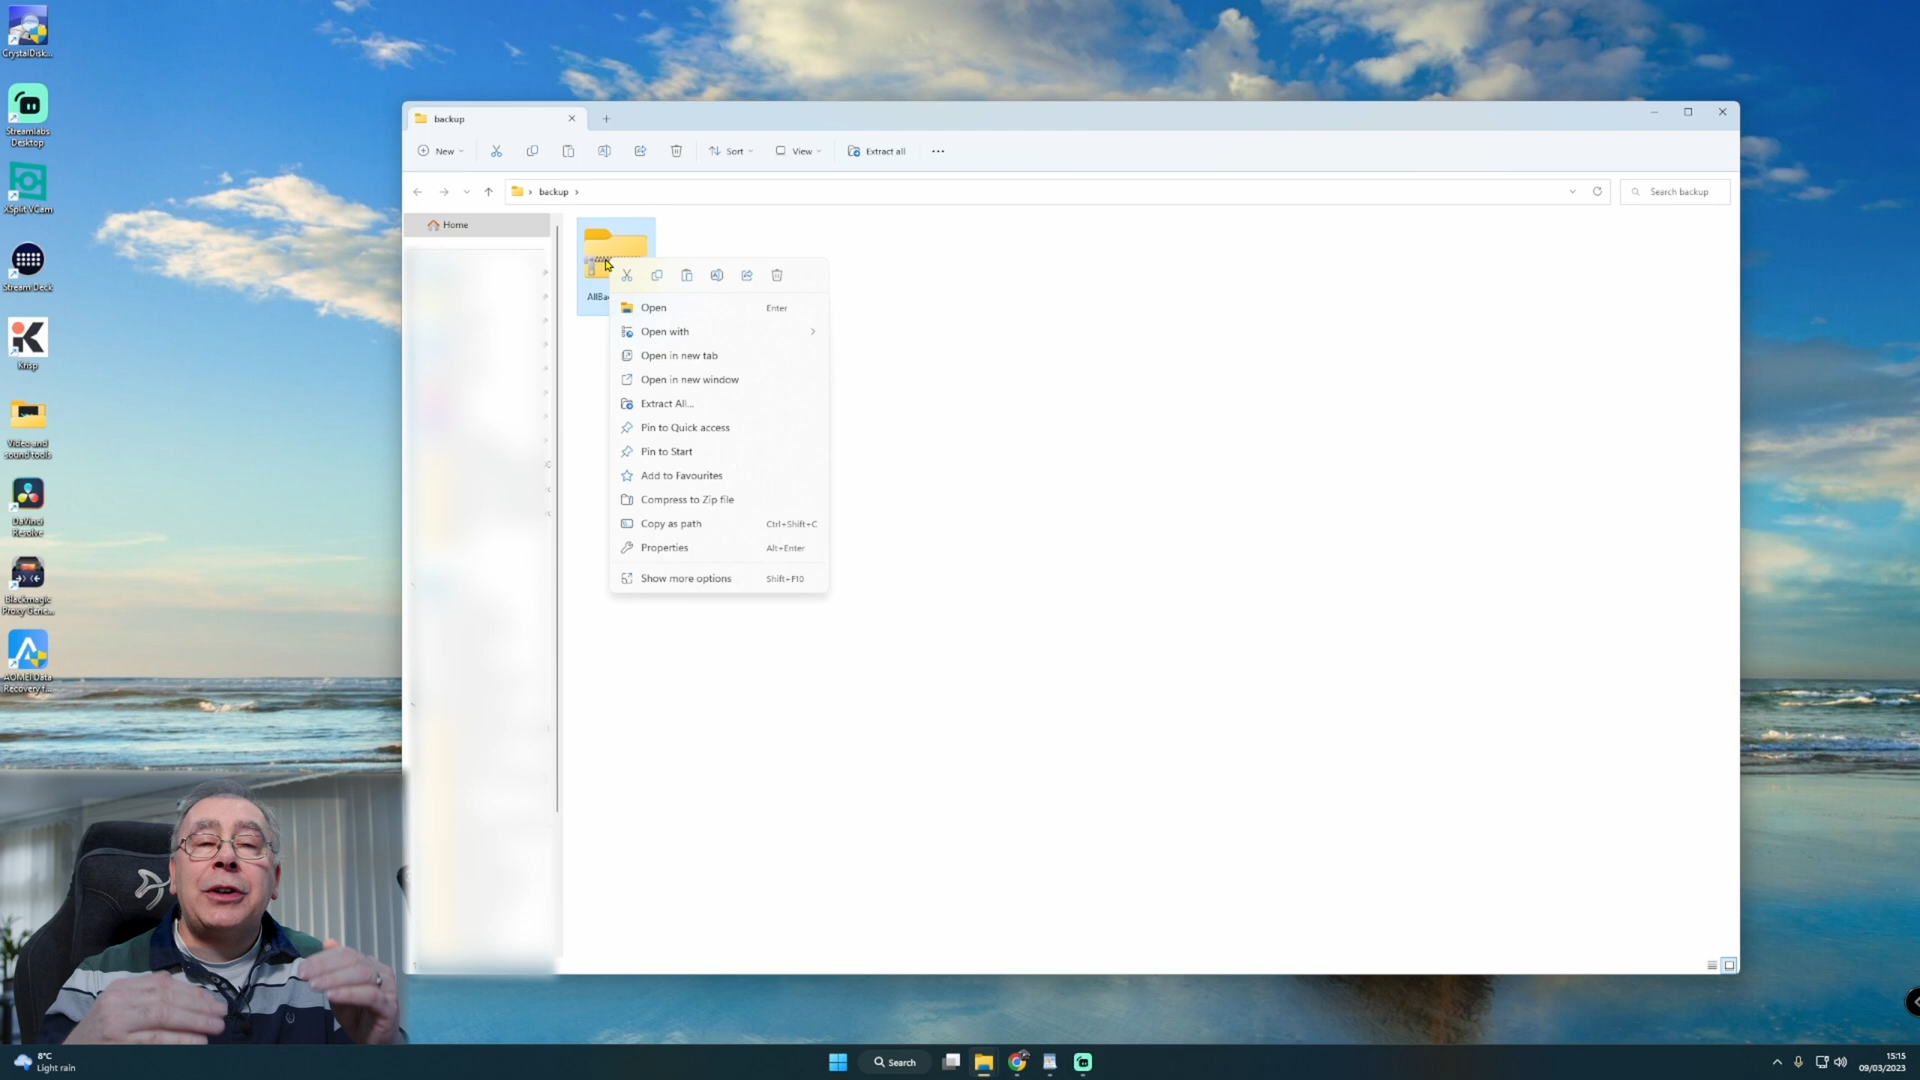 CrystalDisk...
Streamlabs
Desktop
XSplit VCam
Stream Deck
Krisp
Video and
sound tools
DaVinci
Resolve
Blackmagic
Proxy Gene...
AOMEI Data
Recovery f...
backup
New
Sort
View
Extract all
backup
Search backup
Home
Open Enter
Open with
Open in new tab
Open in new window
Extract All...
Pin to Quick access
Pin to Start
Add to Favourites
Compress to Zip file
Copy as path Ctrl+Shift+C
Properties Alt+Enter
Show more options Shift+F10
8°C
Light rain
Search
15:15
09/03/2023